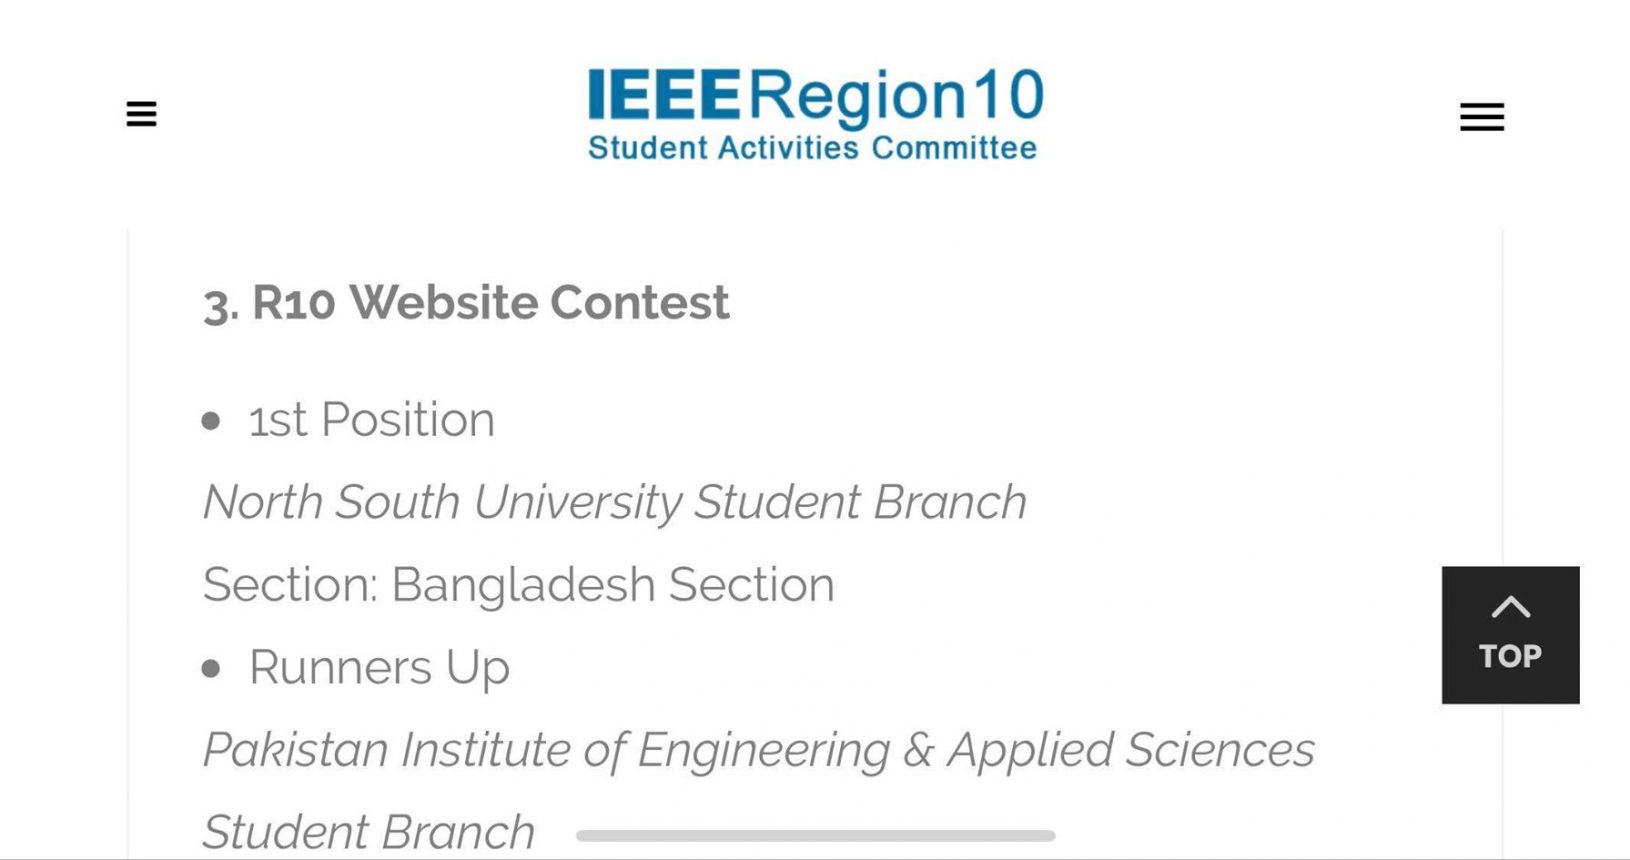 IEEE Region 10
Student Activities Committee
3. R10 Website Contest
• 1st Position
North South University Student Branch
Section: Bangladesh Section
• Runners Up
Pakistan Institute of Engineering & Applied Sciences
Student Branch
TOP